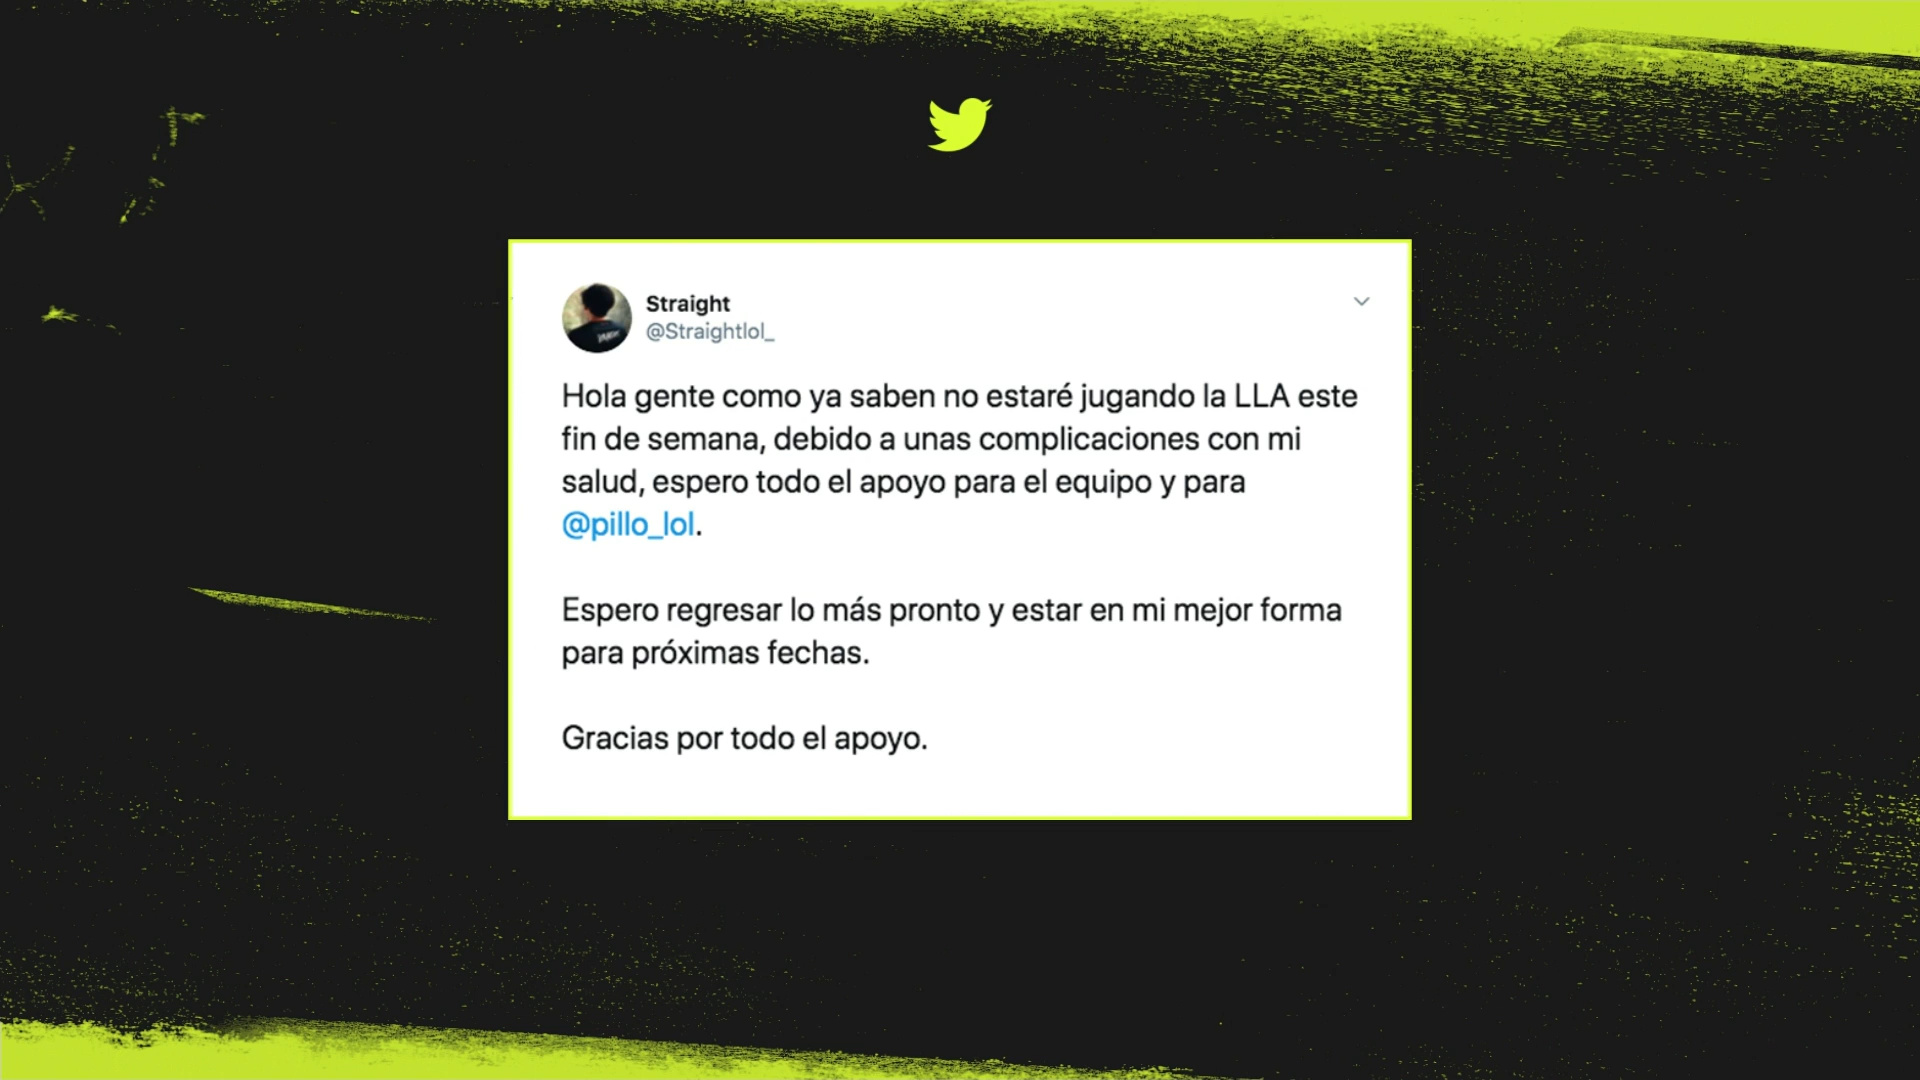 Straight
@Straightlol_
Hola gente como ya saben no estaré jugando la LLA este
fin de semana, debido a unas complicaciones con mi
salud, espero todo el apoyo para el equipo y para
@pillo_lol.
Espero regresar lo más pronto y estar en mi mejor forma
para próximas fechas.
Gracias por todo el apoyo.